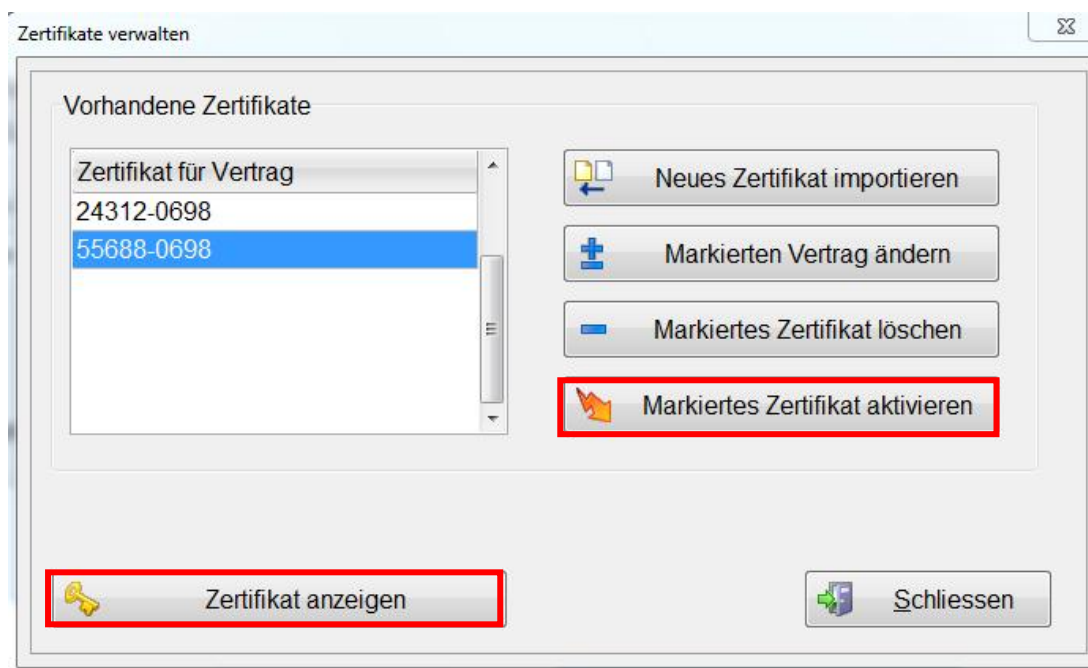 Zertifikate verwalten
Vorhandene Zertifikate
Zertifikat für Vertrag
24312-0698
55688-0698
Neues Zertifikat importieren
Markierten Vertrag ändern
Markiertes Zertifikat löschen
Markiertes Zertifikat aktivieren
Zertifikat anzeigen
Schliessen